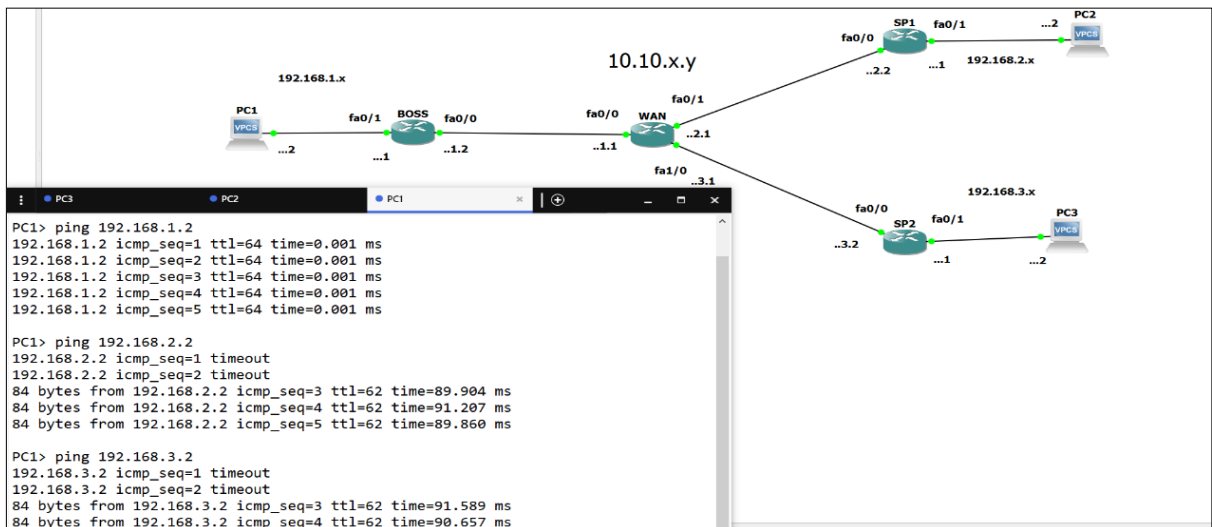 SP1 fa0/1 ...2 PC2
fa0/0 VPCS
10.10.x.y
..2.2 ...1 192.168.2.x
192.168.1.x
fa0/1
PC1 fa0/1 BOSS fa0/0 fa0/0 WAN
VPCS
...2 ...1 ..1.2 ..1.1 ..2.1
fa1/0
..3.1
192.168.3.x
fa0/0 SP2 fa0/1 PC3
VPCS
..3.2 ...1 ...2
PC3 PC2 PC1
PC1> ping 192.168.1.2
192.168.1.2 icmp_seq=1 ttl=64 time=0.001 ms
192.168.1.2 icmp_seq=2 ttl=64 time=0.001 ms
192.168.1.2 icmp_seq=3 ttl=64 time=0.001 ms
192.168.1.2 icmp_seq=4 ttl=64 time=0.001 ms
192.168.1.2 icmp_seq=5 ttl=64 time=0.001 ms
PC1> ping 192.168.2.2
192.168.2.2 icmp_seq=1 timeout
192.168.2.2 icmp_seq=2 timeout
84 bytes from 192.168.2.2 icmp_seq=3 ttl=62 time=89.904 ms
84 bytes from 192.168.2.2 icmp_seq=4 ttl=62 time=91.207 ms
84 bytes from 192.168.2.2 icmp_seq=5 ttl=62 time=89.860 ms
PC1> ping 192.168.3.2
192.168.3.2 icmp_seq=1 timeout
192.168.3.2 icmp_seq=2 timeout
84 bytes from 192.168.3.2 icmp_seq=3 ttl=62 time=91.589 ms
84 bytes from 192.168.3.2 icmp_seq=4 ttl=62 time=90.657 ms